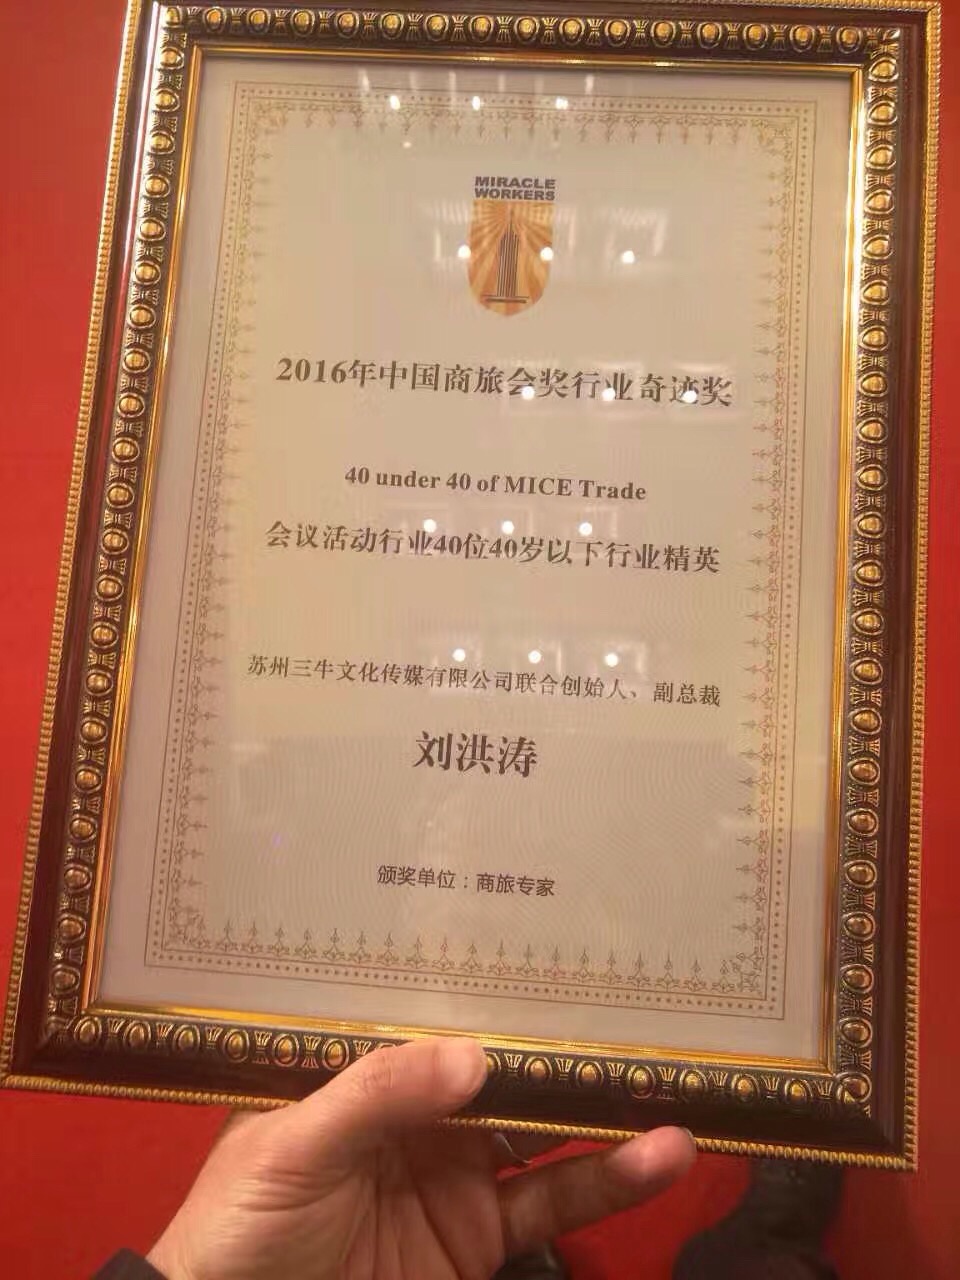 MIRACLE
WORKERS
2016年中国商旅会奖行业奇迹奖
40 under 40 of MICE Trade
会议活动行业40位40岁以下行业精英
苏州三牛文化传媒有限公司联合创始人、副总裁
刘洪涛
颁奖单位：商旅专家